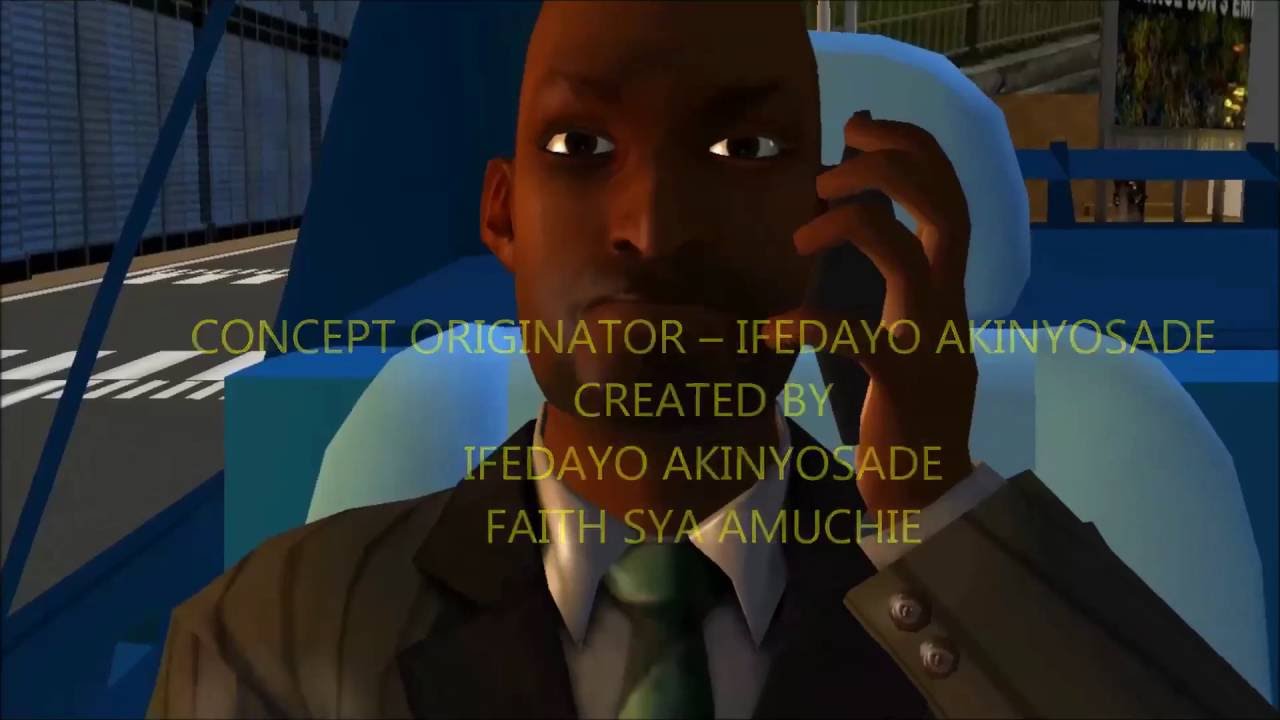 CONCEPT ORIGINATOR – IFEDAYO AKINYOSADE
CREATED BY
IFEDAYO AKINYOSADE
FAITH SYA AMUCHIE